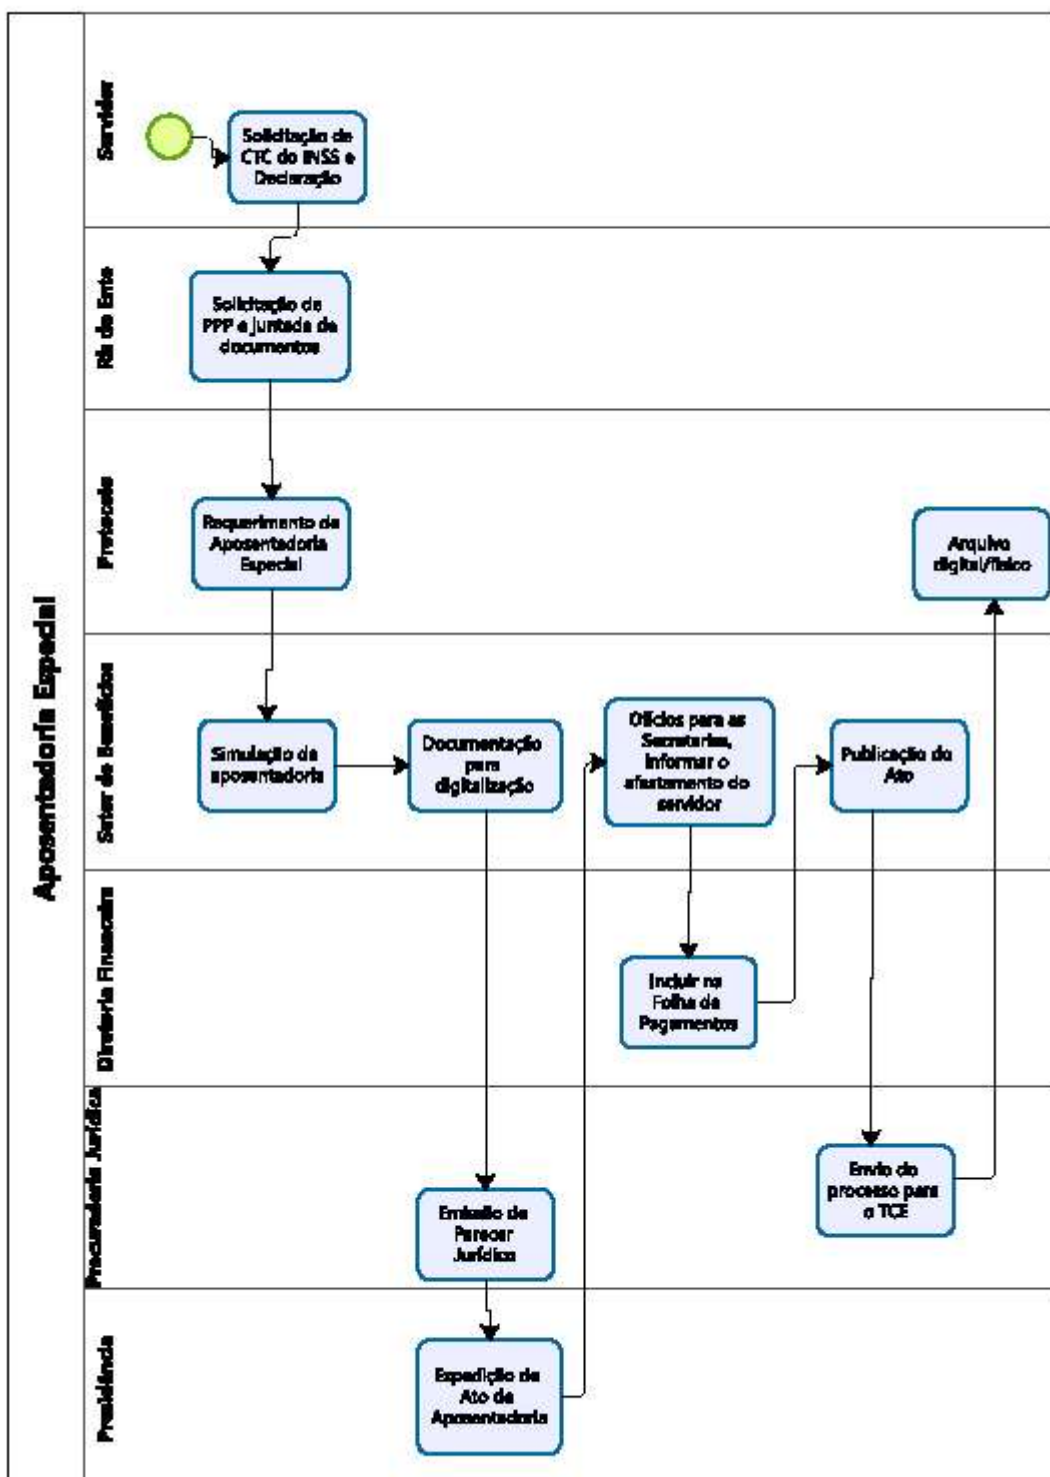 Aposentadoria Especial
Servidor
Solicitação de
CTC do INSS e
Declaração
Rh do Ente
Solicitação de
PPP e juntada de
documentos
Protocolo
Requerimento de
Aposentadoria
Especial
Arquivo
digital/físico
Setor de Benefícios
Simulação da
aposentadoria
Documentação
para
digitalização
Ofícios para as
Secretarias,
informar o
afastamento do
servidor
Publicação do
Ato
Diretoria Financeira
Incluir na
Folha de
Pagamentos
Procuradoria Jurídica
Emissão de
Parecer
Jurídico
Envio do
processo para
o TCE
Presidência
Expedição de
Ato de
Aposentadoria